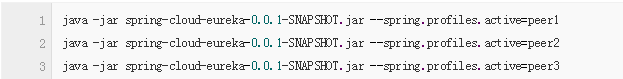 1 java -jar spring-cloud-eureka-0.0.1-SNAPSHOT.jar --spring.profiles.active=peer1
2 java -jar spring-cloud-eureka-0.0.1-SNAPSHOT.jar --spring.profiles.active=peer2
3 java -jar spring-cloud-eureka-0.0.1-SNAPSHOT.jar --spring.profiles.active=peer3